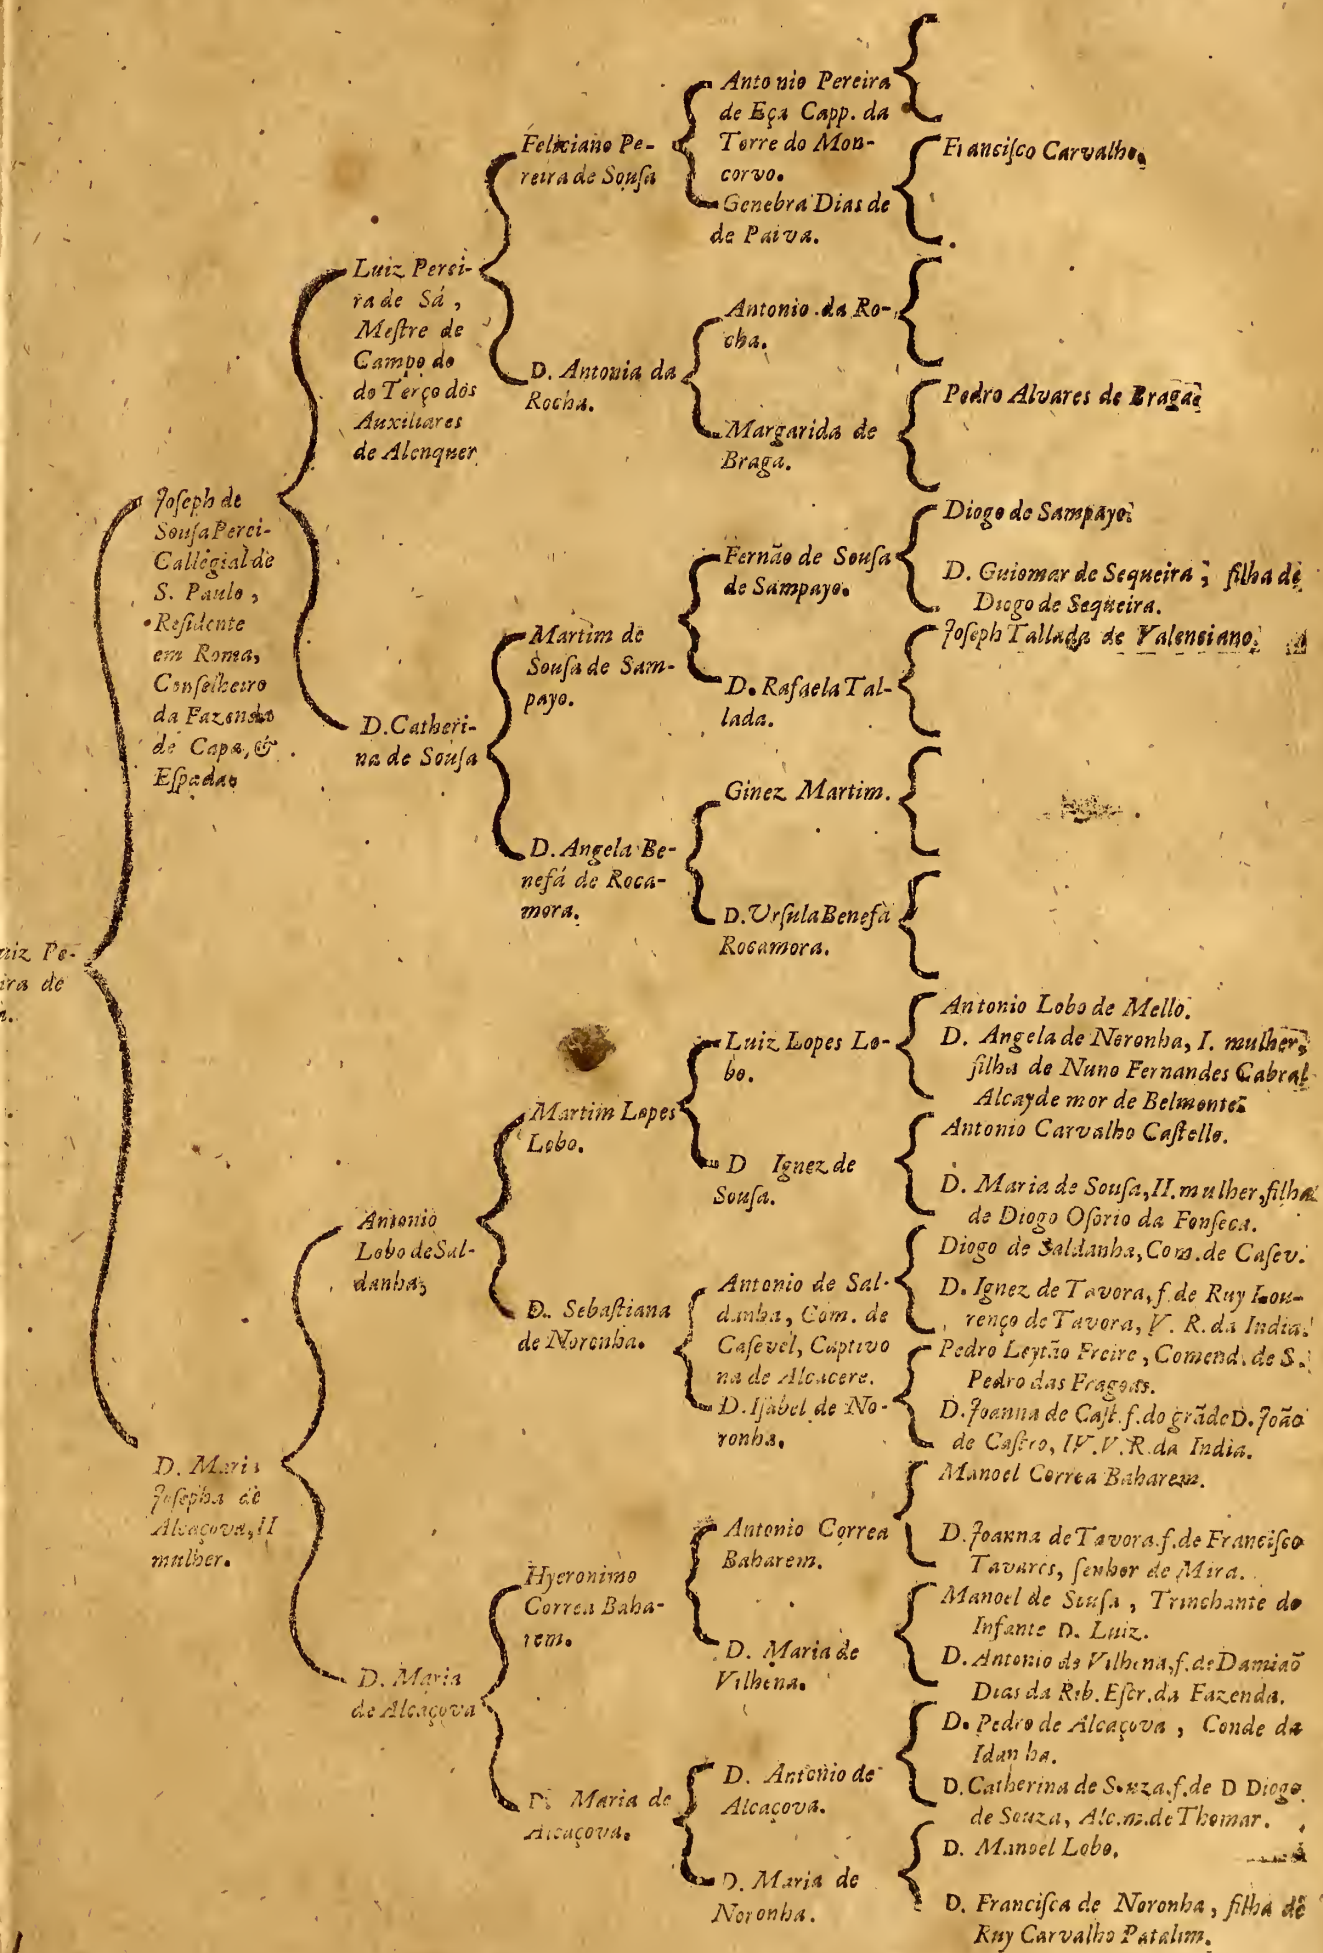 Antonio Pereira
de Eça Capp. da
Torre do Mon-
corvo.
Genebra Dias de
de Paiva.
Francisco Carvalho.
Feliciano Pe-
reira de Sousa
Luiz Perei-
ra de Sá,
Mestre de
Campo do
do Terço dos
Auxiliares
de Alenquer
D. Antonia da
Rocha.
Antonio da Ro-
cha.
Margarida de
Braga.
Pedro Alvares de Braga
Joseph de
Sousa Perei-
Callegial de
S. Paulo,
Residente
em Roma,
Conselheiro
da Fazenda
de Capa, &
Espada.
D. Catheri-
na de Sousa
Martim de
Sousa de Sam-
payo.
Fernão de Sousa
de Sampayo.
Diogo de Sampayo.
D. Guiomar de Sequeira, filha de
Diogo de Sequeira.
D. Rafaela Tal-
lada.
Joseph Tallada de Valenciano.
D. Angela Be-
nefá de Roca-
mora.
Ginez Martim.
D. Ursula Benefá
Rocamora.
uiz Pe-
ira de
D. Maria
Josepha de
Alcaçova, II
mulher.
Antonio
Lobo de Sal-
danha,
Martim Lopes
Lobo.
Luiz Lopes Lo-
bo.
Antonio Lobo de Mello.
D. Angela de Noronha, I. mulher,
filha de Nuno Fernandes Cabral
Alcayde mor de Belmonte.
D Ignez de
Sousa.
Antonio Carvalho Castello.
D. Maria de Sousa, II. mulher, filha
de Diogo Osorio da Fonseca.
D. Sebastiana
de Noronha.
Antonio de Sal-
danha, Com. de
Casevel, Captivo
na de Alcacere.
D. Isabel de No-
ronha.
Diogo de Saldanha, Com. de Casev.
D. Ignez de Tavora, f. de Ruy Lou-
renço de Tavora, V. R. da India.
Pedro Leytão Freire, Comend. de S.
Pedro das Fragoas.
D. Joanna de Cast. f. do grãde D. João
de Castro, IV. V. R. da India.
D. Maria
de Alcaçova
Hyeronimo
Correa Baha-
rem.
Antonio Correa
Baharem.
Manoel Correa Baharem.
D. Joanna de Tavora. f. de Francisco
Tavares, senhor de Mira.
D. Maria de
Vilhena.
Manoel de Sousa, Trinchante do
Infante D. Luiz.
D. Antonio de Vilhena, f. de Damiaõ
Dias da Rib. Escr. da Fazenda.
D. Maria de
Alcaçova.
D. Antonio de
Alcaçova.
D. Pedro de Alcaçova, Conde da
Idanha.
D. Catherina de Souza. f. de D Diogo
de Souza, Alc. m. de Thomar.
D. Maria de
Noronha.
D. Manoel Lobo.
D. Francisca de Noronha, filha de
Ruy Carvalho Patalim.